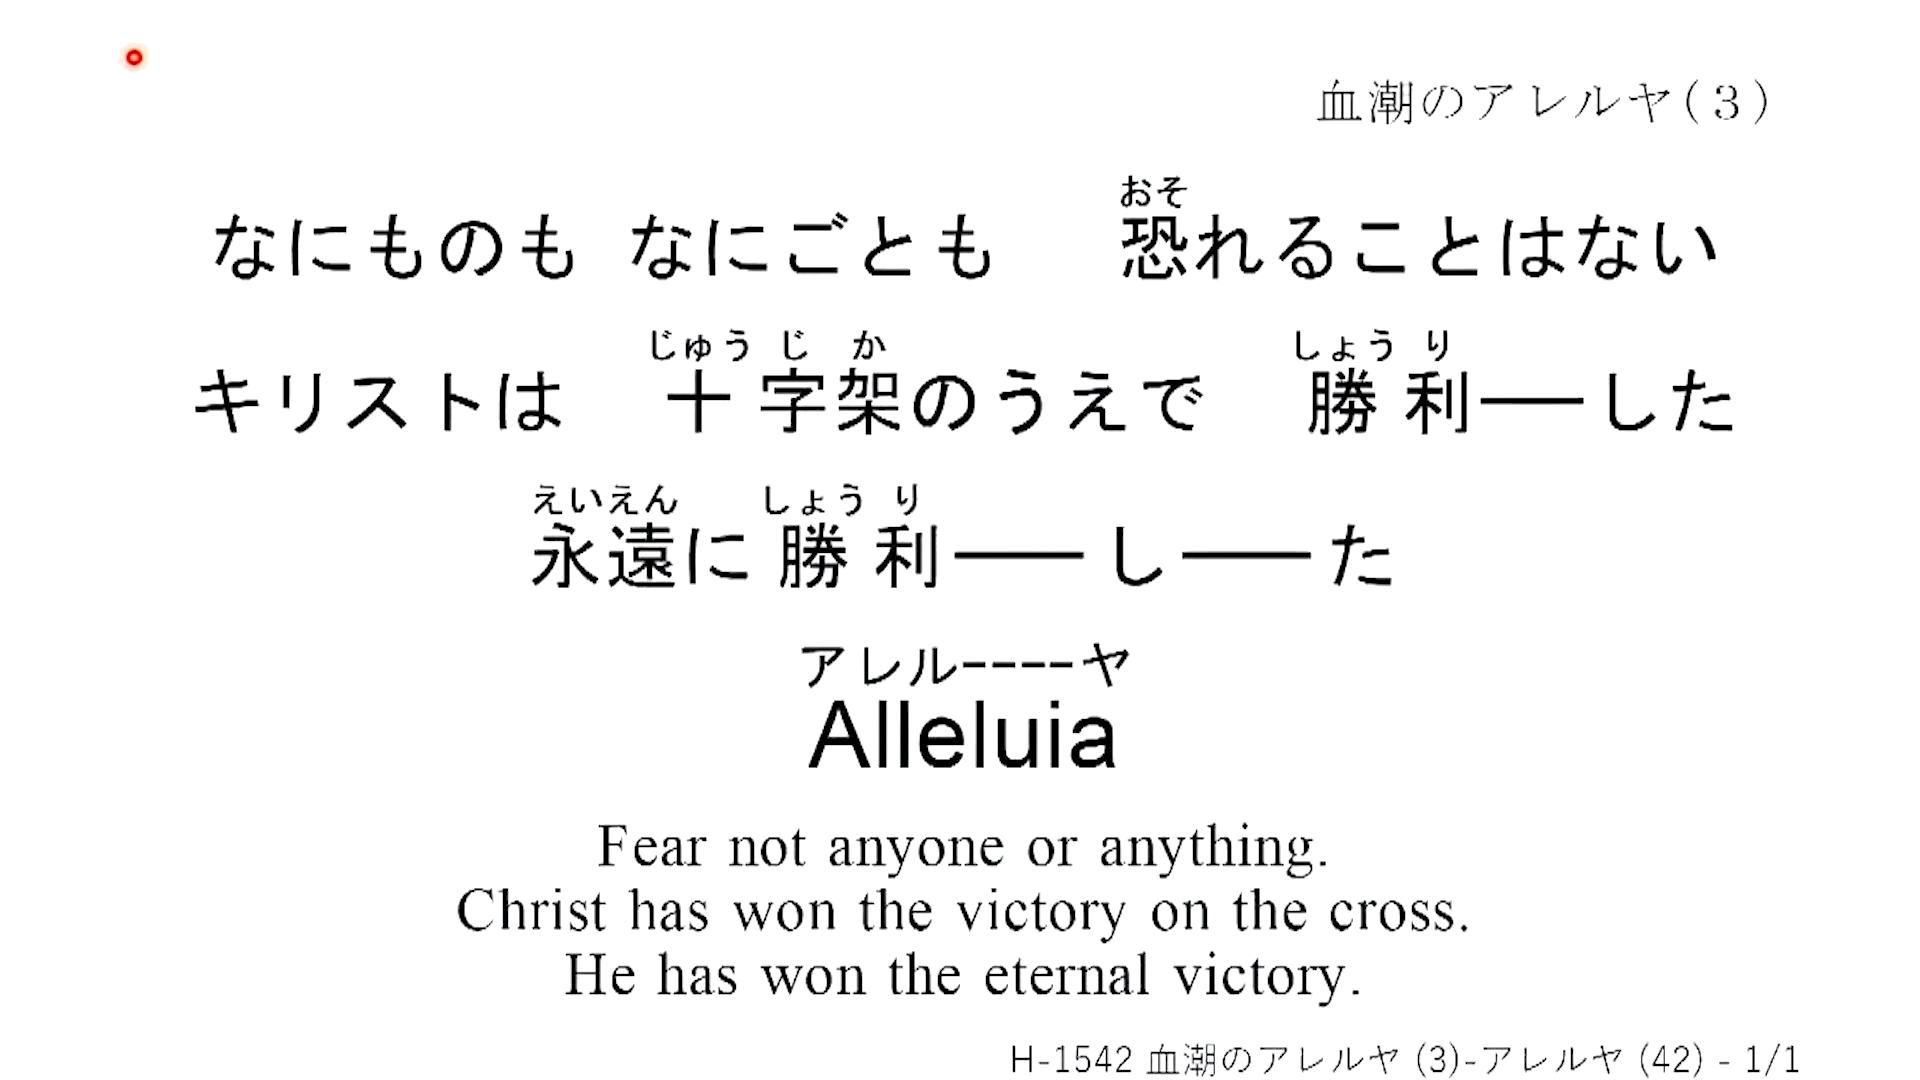 血潮のアレルヤ(３)
なにものも なにごとも 恐れることはない
おそ
キリストは 十字架のうえで 勝利――した
じゅう じ か しょう り
永遠に 勝利――し――た
えいえん しょう り
アレル----ヤ
Alleluia
Fear not anyone or anything.
Christ has won the victory on the cross.
He has won the eternal victory.
H-1542 血潮のアレルヤ (3)-アレルヤ (42) - 1/1